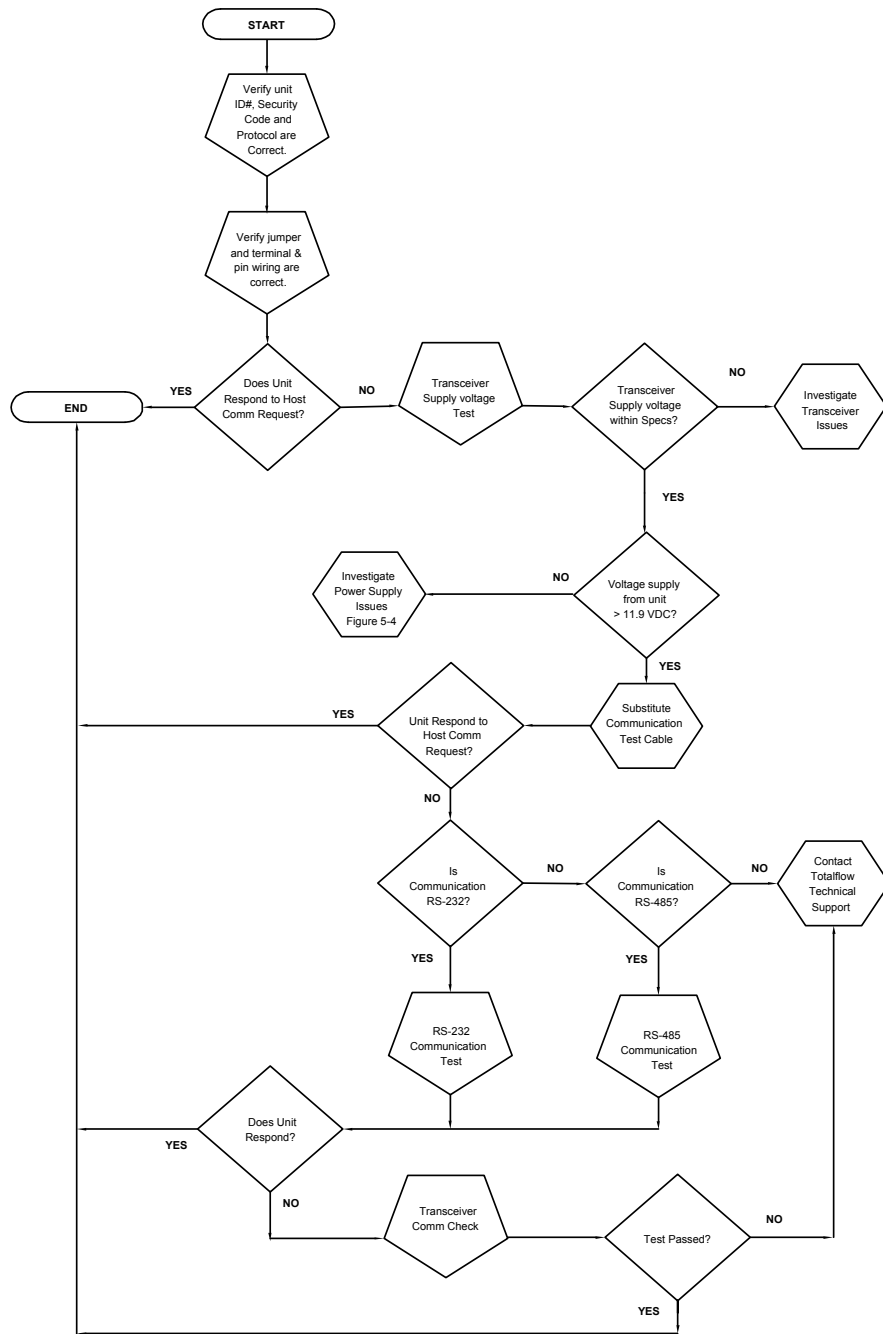 START
Verify unit
ID#, Security
Code and
Protocol are
Correct.
Verify jumper
and terminal &
pin wiring are
correct.
YES
Does Unit
Respond to Host
Comm Request?
NO
END
Transceiver
Supply voltage
Test
Transceiver
Supply voltage
within Specs?
NO
Investigate
Transceiver
Issues
YES
Investigate
Power Supply
Issues
Figure 5-4
NO
Voltage supply
from unit
> 11.9 VDC?
YES
YES
Unit Respond to
Host Comm
Request?
Substitute
Communication
Test Cable
NO
Is
Communication
RS-232?
NO
Is
Communication
RS-485?
NO
Contact
Totalflow
Technical
Support
YES
YES
RS-232
Communication
Test
RS-485
Communication
Test
Does Unit
Respond?
YES
NO
Transceiver
Comm Check
Test Passed?
NO
YES